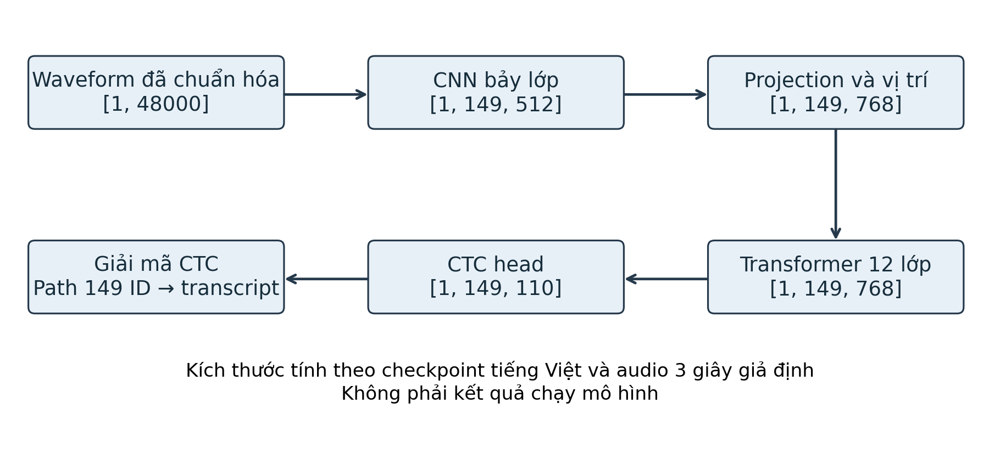 Waveform đã chuẩn hóa
[1, 48000]
CNN bảy lớp
[1, 149, 512]
Projection và vị trí
[1, 149, 768]
Giải mã CTC
Path 149 ID → transcript
CTC head
[1, 149, 110]
Transformer 12 lớp
[1, 149, 768]
Kích thước tính theo checkpoint tiếng Việt và audio 3 giây giả định
Không phải kết quả chạy mô hình